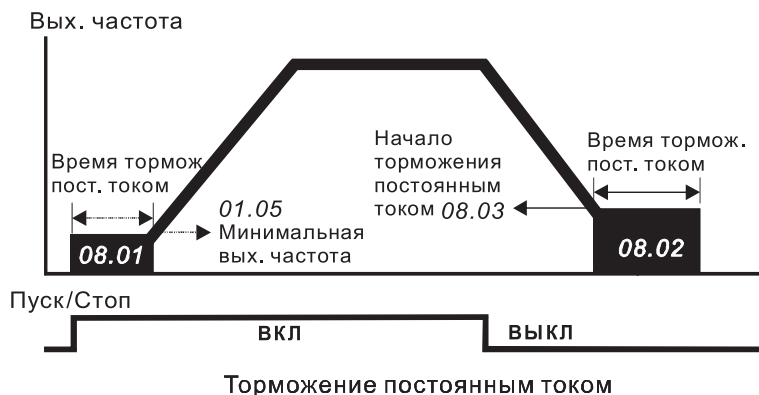 Вых. частота
Время тормож.
пост. током
08.01
01.05
Минимальная
вых. частота
Начало
торможения
постоянным
током 08.03
Время тормож.
пост. током
08.02
Пуск/Стоп
ВКЛ
ВЫКЛ
Торможение постоянным током